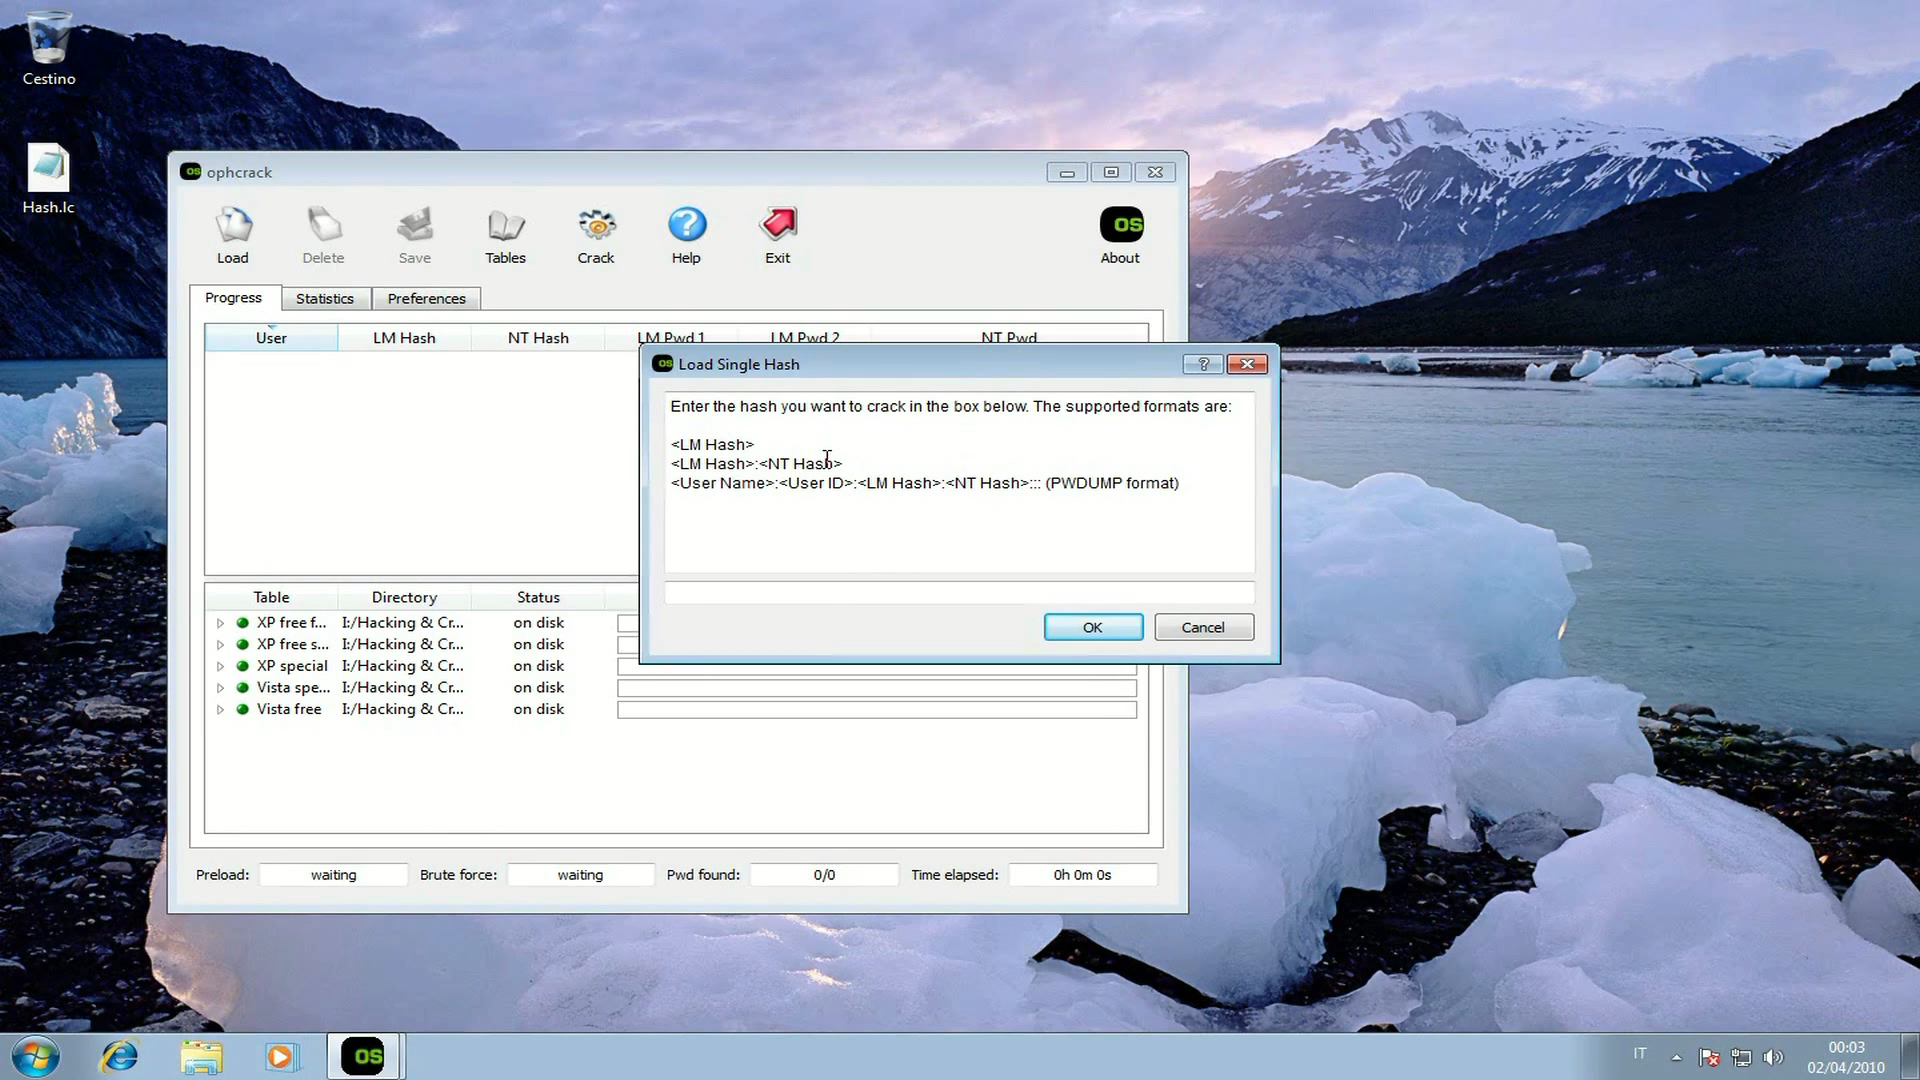 Cestino
Hash.lc
OS ophcrack
Load Delete Save Tables Crack Help Exit
OS
About
Progress Statistics Preferences
User LM Hash NT Hash LM Pwd 1 LM Pwd 2 NT Pwd
OS Load Single Hash ?
Enter the hash you want to crack in the box below. The supported formats are:
<LM Hash>
<LM Hash>:<NT Hash>
<User Name>:<User ID>:<LM Hash>:<NT Hash>::: (PWDUMP format)
OK Cancel
Table Directory Status
XP free f... I:/Hacking & Cr... on disk
XP free s... I:/Hacking & Cr... on disk
XP special I:/Hacking & Cr... on disk
Vista spe... I:/Hacking & Cr... on disk
Vista free I:/Hacking & Cr... on disk
Preload: waiting Brute force: waiting Pwd found: 0/0 Time elapsed: 0h 0m 0s
OS
IT
00:03
02/04/2010